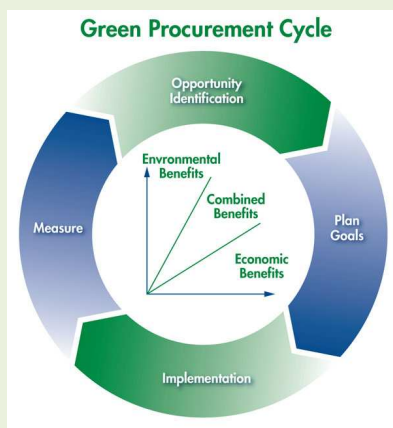 Green Procurement Cycle
Opportunity
Identification
Envronmental
Benefits
Combined
Benefits
Economic
Benefits
Measure
Plan
Goals
Implementation